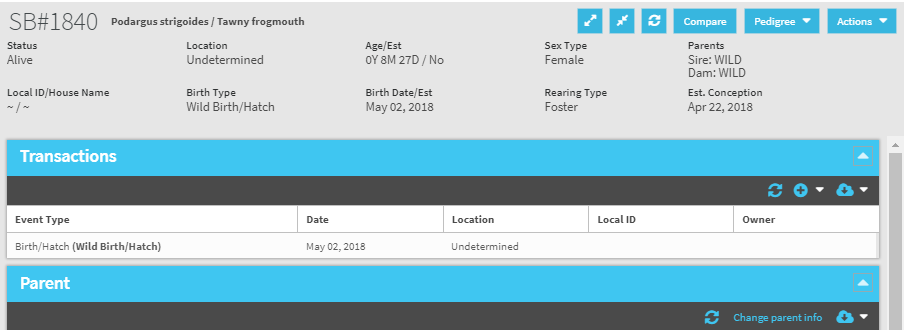 SB#1840 Podargus strigoides / Tawny frogmouth Compare Pedigree Actions
Status Location Age/Est Sex Type Parents
Alive Undetermined 0Y 8M 27D / No Female Sire: WILD
Dam: WILD
Local ID/House Name Birth Type Birth Date/Est Rearing Type Est. Conception
~ / ~ Wild Birth/Hatch May 02, 2018 Foster Apr 22, 2018
Transactions
Event Type Date Location Local ID Owner
Birth/Hatch (Wild Birth/Hatch) May 02, 2018 Undetermined
Parent
Change parent info